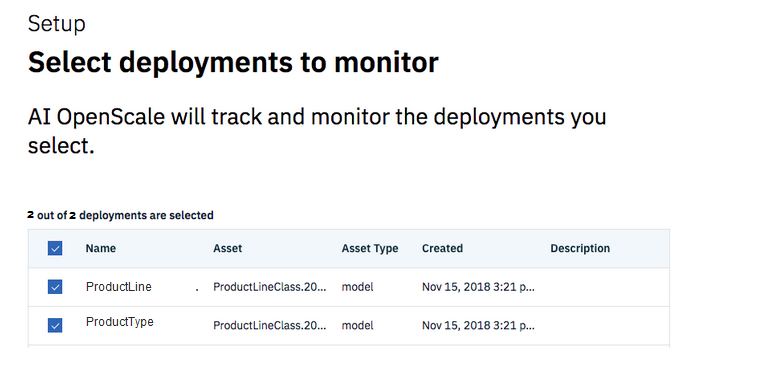 Setup
Select deployments to monitor
AI OpenScale will track and monitor the deployments you
select.
2 out of 2 deployments are selected
Name Asset Asset Type Created Description
ProductLine . ProductLineClass.20... model Nov 15, 2018 3:21 p...
ProductType ProductLineClass.20... model Nov 15, 2018 3:21 p...